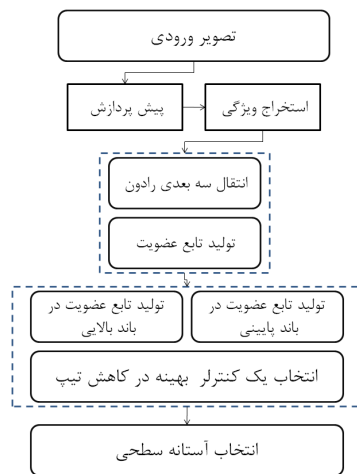 تصویر ورودی
پیش پردازش
استخراج ویژگی
انتقال سه بعدی رادون
تولید تابع عضویت
تولید تابع عضویت در
باند بالایی
تولید تابع عضویت در
باند پایینی
انتخاب یک کنترلر بهینه در کاهش تیپ
انتخاب آستانه سطحی